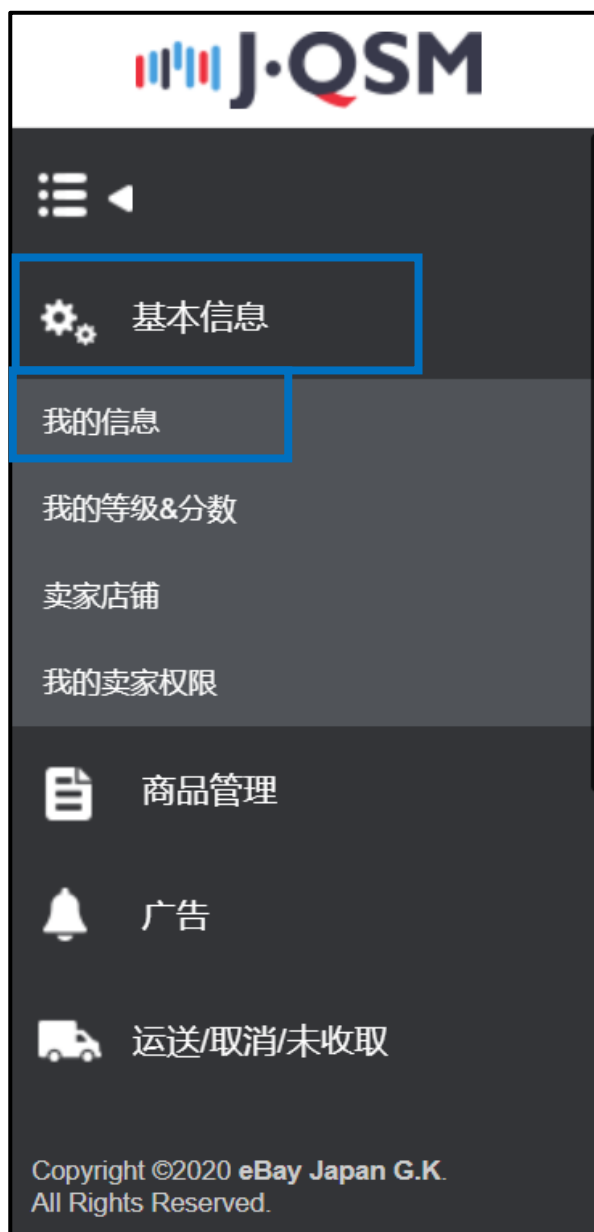 J·QSM
基本信息
我的信息
我的等级&分数
卖家店铺
我的卖家权限
商品管理
广告
运送/取消/未收取
Copyright ©2020 eBay Japan G.K.
All Rights Reserved.